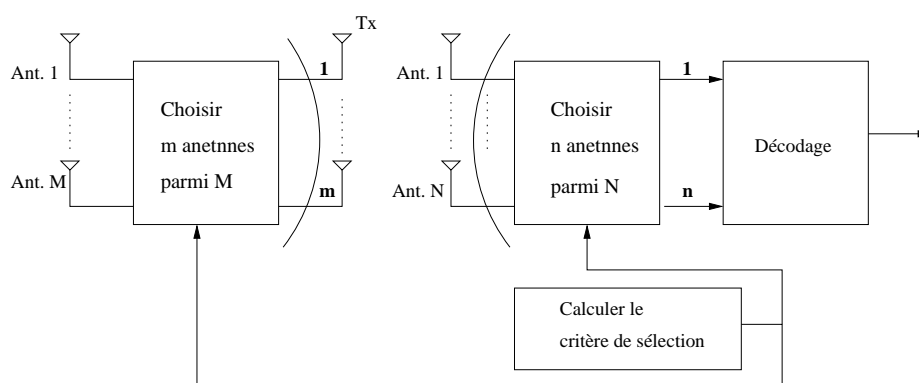 Tx
Ant. 1
1
Choisir
m anetnnes
parmi M
Ant. M
m
Ant. 1
1
Choisir
n anetnnes
parmi N
Ant. N
n
Décodage
Calculer le
critère de sélection